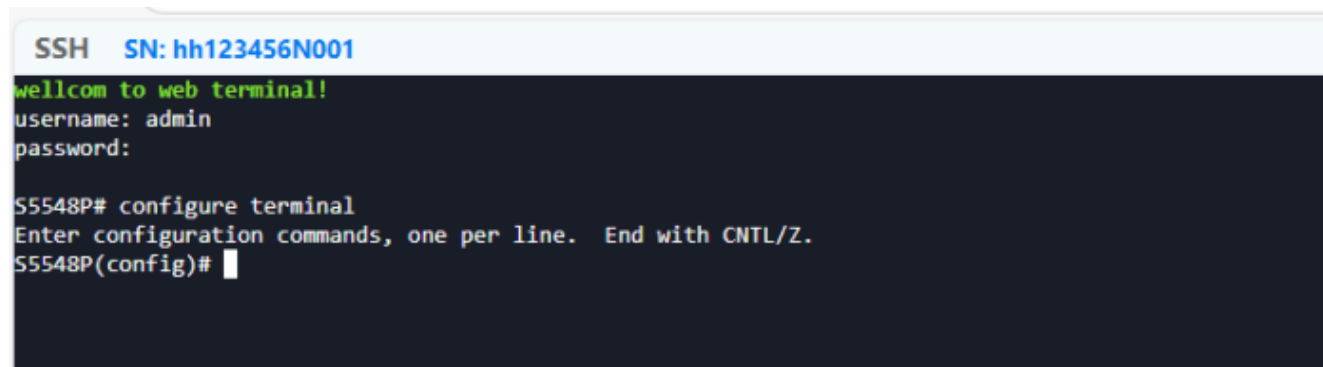 SSH SN: hh123456N001
wellcom to web terminal!
username: admin
password:
S5548P# configure terminal
Enter configuration commands, one per line.  End with CNTL/Z.
S5548P(config)#